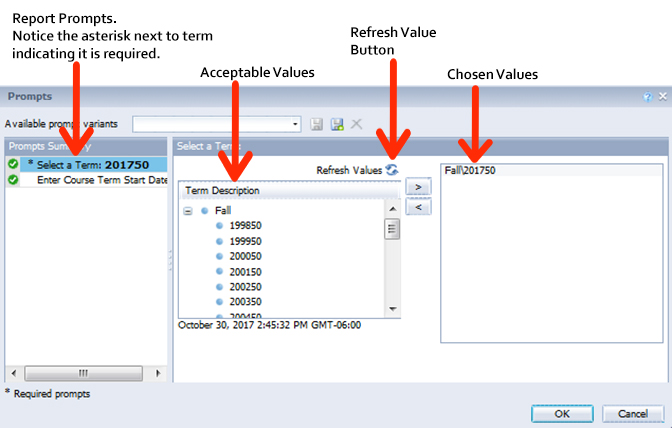 Report Prompts.
Notice the asterisk next to term
indicating it is required.
Refresh Value
Button
Acceptable Values
Chosen Values
Prompts
Available prompt variants
Prompts Summary
Select a Term
* Select a Term: 201750
Enter Course Term Start Date
Refresh Values
Term Description
Fall
199850
199950
200050
200150
200250
200350
200450
October 30, 2017 2:45:32 PM GMT-06:00
>
<
Fall\201750
* Required prompts
OK
Cancel